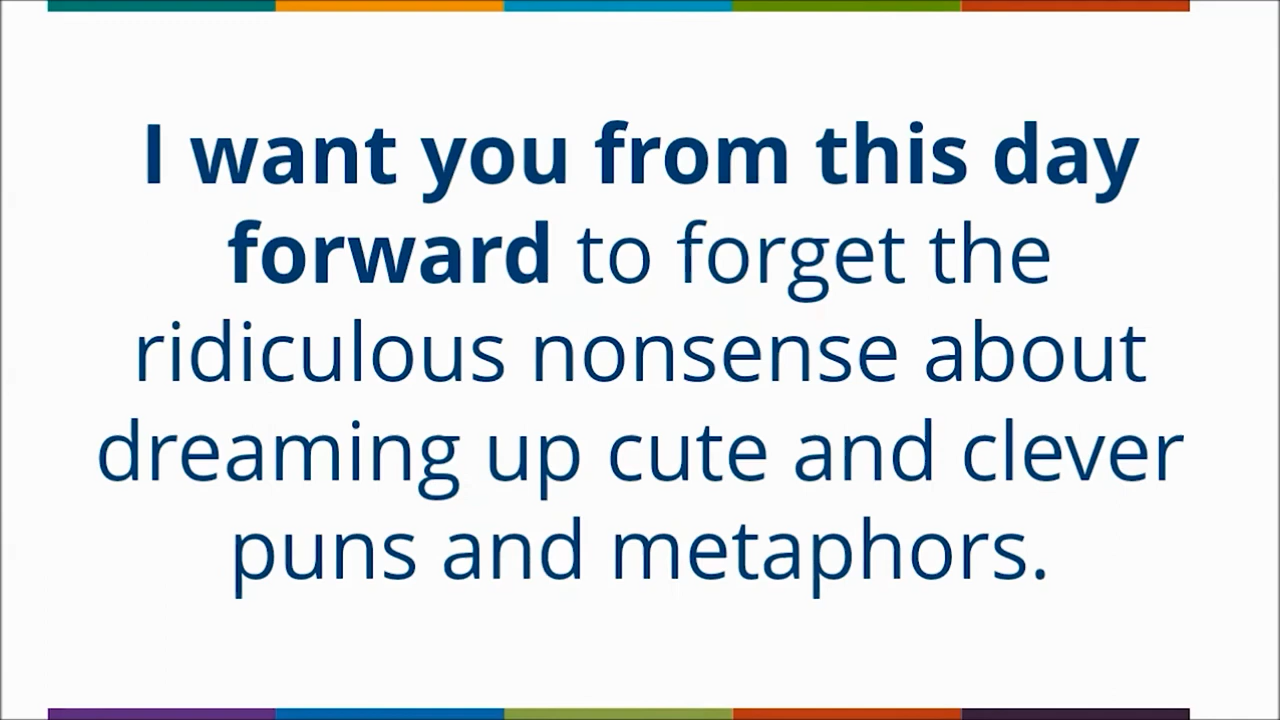 I want you from this day
forward to forget the
ridiculous nonsense about
dreaming up cute and clever
puns and metaphors.